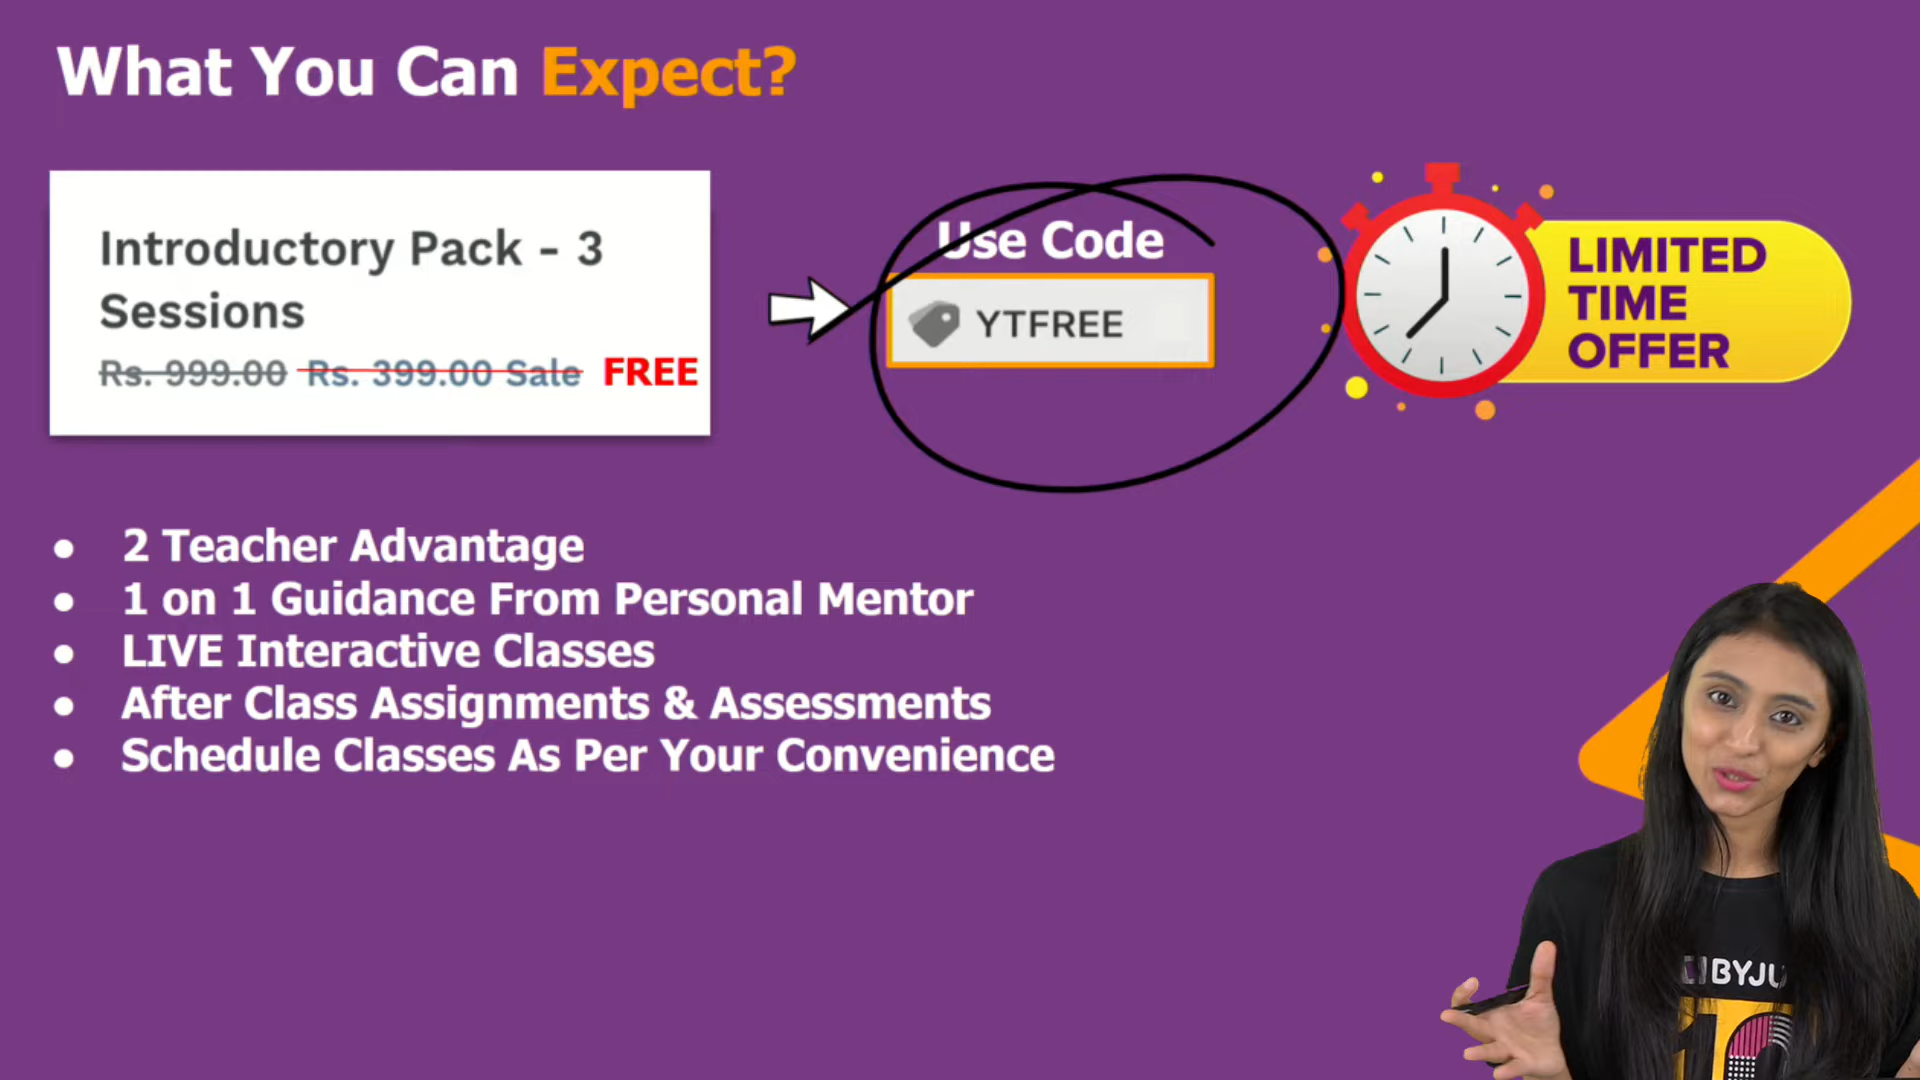 What You Can Expect?
Introductory Pack - 3
Sessions
Rs. 999.00 Rs. 399.00 Sale FREE
Use Code
YTFREE
LIMITED
TIME
OFFER
● 2 Teacher Advantage
● 1 on 1 Guidance From Personal Mentor
● LIVE Interactive Classes
● After Class Assignments & Assessments
● Schedule Classes As Per Your Convenience
BYJU